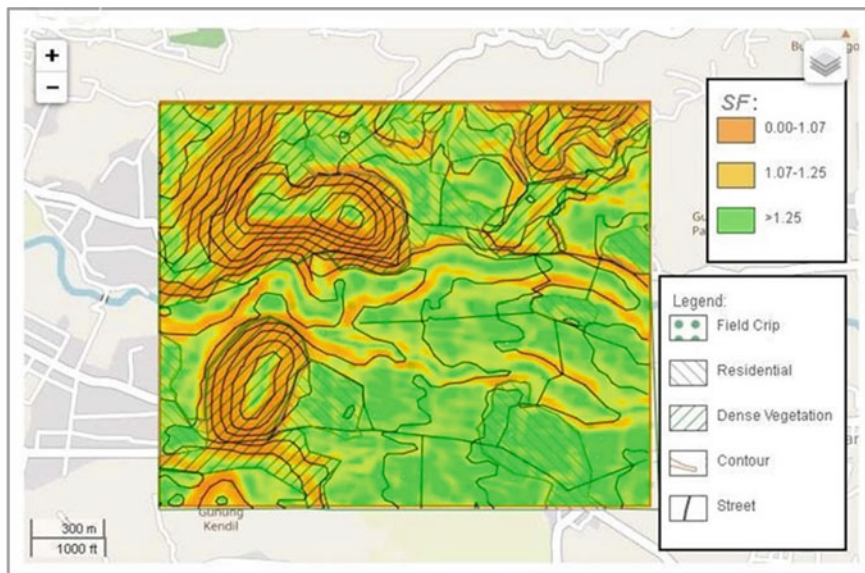 +
−
SF:
0.00-1.07
1.07-1.25
>1.25
Legend:
Field Crip
Residential
Dense Vegetation
Contour
Street
300 m
1000 ft
Gunung
Kendil